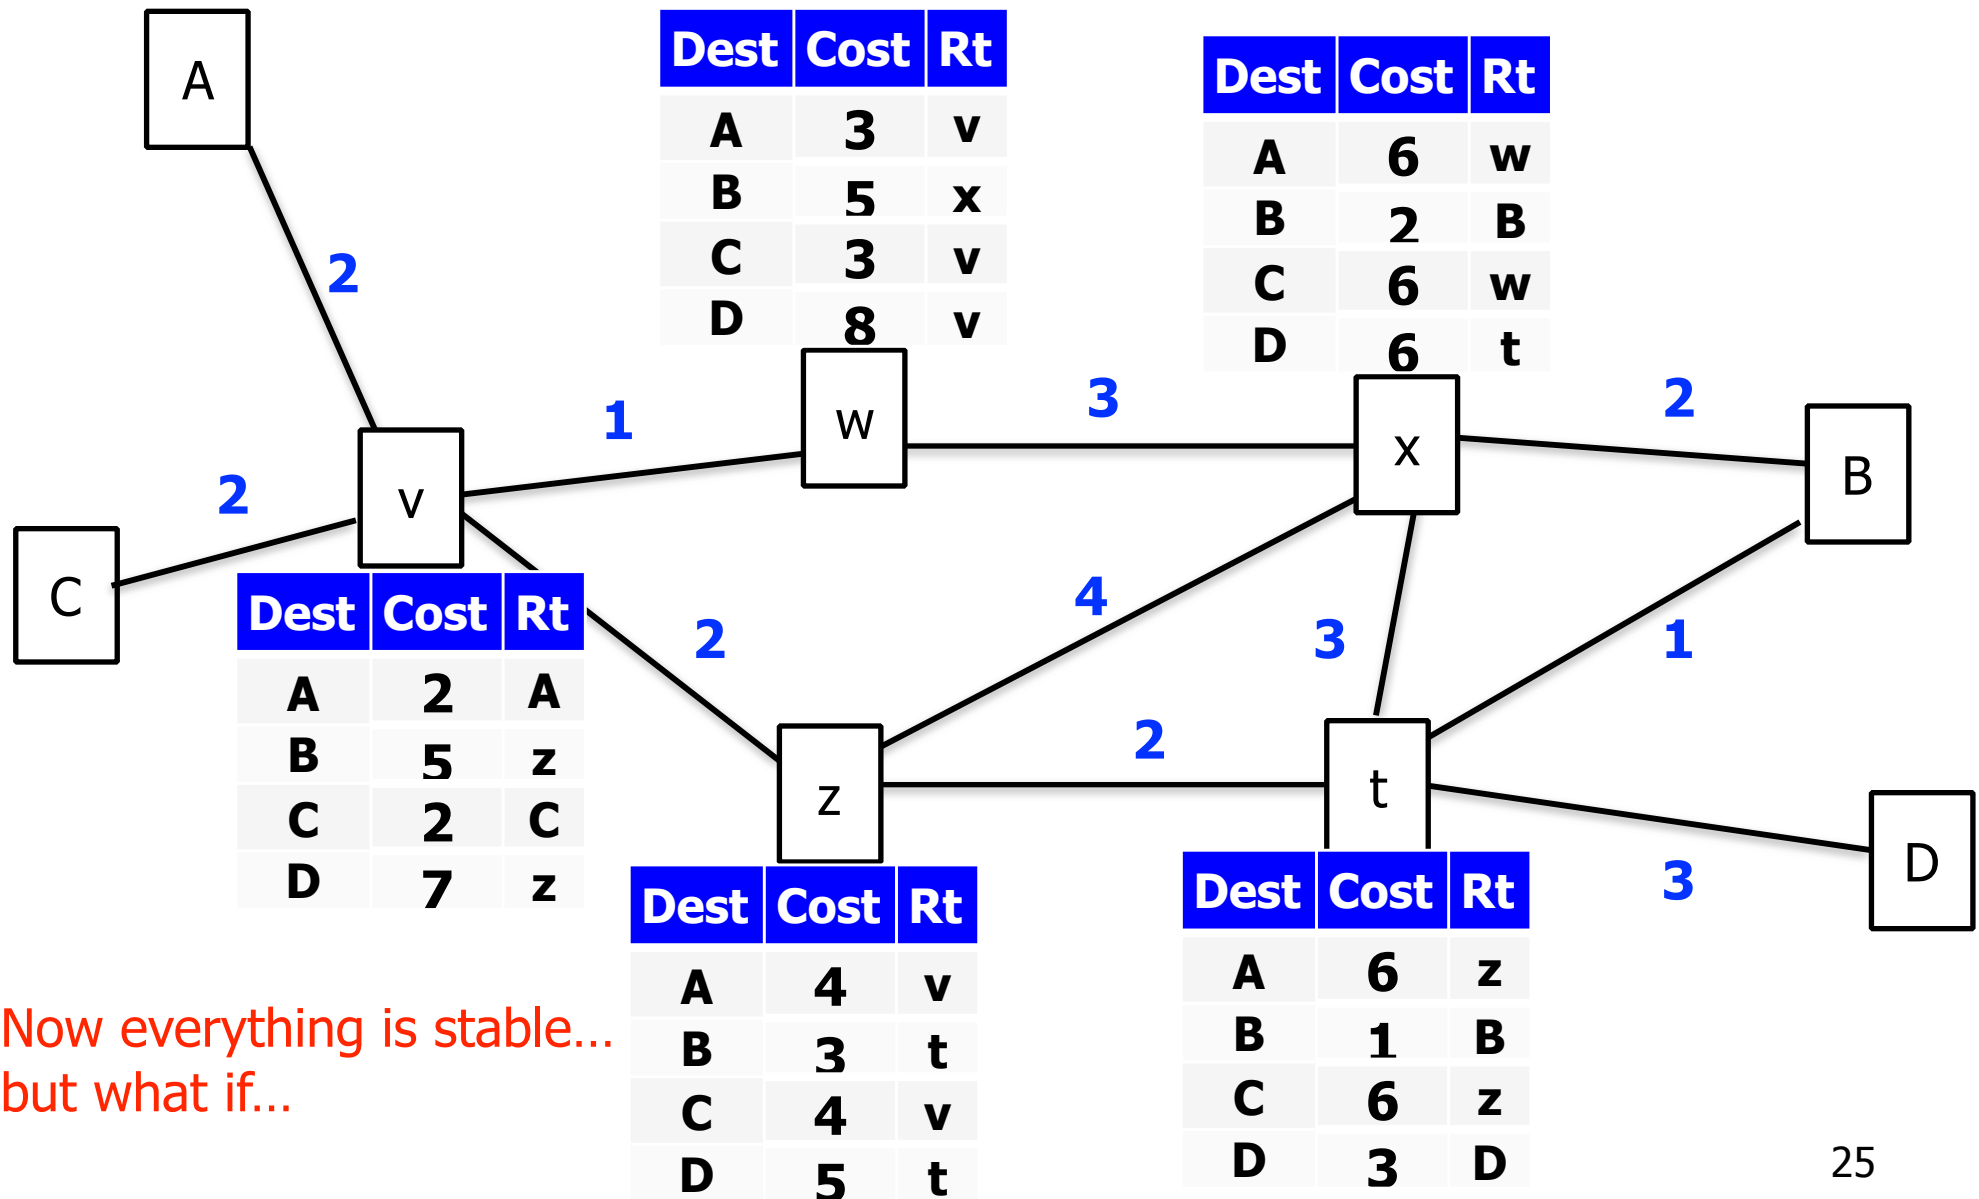 A
Dest Cost Rt
A 3 v
B 5 x
C 3 v
D 8 v
Dest Cost Rt
A 6 w
B 2 B
C 6 w
D 6 t
2
1
w
3
x
2
B
2
v
C
Dest Cost Rt
A 2 A
B 5 z
C 2 C
D 7 z
2
4
3
1
z
2
t
3
D
Dest Cost Rt
A 4 v
B 3 t
C 4 v
D 5 t
Dest Cost Rt
A 6 z
B 1 B
C 6 z
D 3 D
Now everything is stable...
but what if...
25